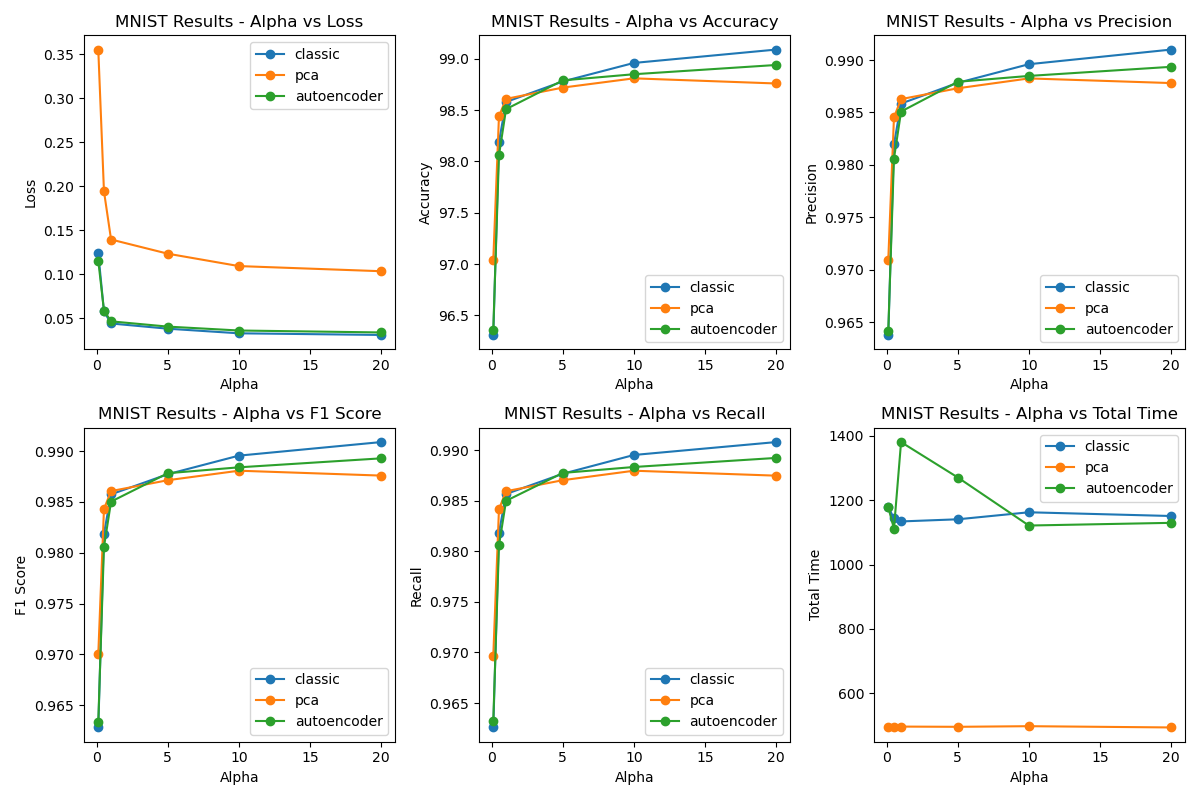 MNIST Results - Alpha vs Loss
0.35
0.30
0.25
0.20
0.15
0.10
0.05
Loss
0 5 10 15 20
Alpha
classic
pca
autoencoder
MNIST Results - Alpha vs Accuracy
99.0
98.5
98.0
97.5
97.0
96.5
Accuracy
0 5 10 15 20
Alpha
classic
pca
autoencoder
MNIST Results - Alpha vs Precision
0.990
0.985
0.980
0.975
0.970
0.965
Precision
0 5 10 15 20
Alpha
classic
pca
autoencoder
MNIST Results - Alpha vs F1 Score
0.990
0.985
0.980
0.975
0.970
0.965
F1 Score
0 5 10 15 20
Alpha
classic
pca
autoencoder
MNIST Results - Alpha vs Recall
0.990
0.985
0.980
0.975
0.970
0.965
Recall
0 5 10 15 20
Alpha
classic
pca
autoencoder
MNIST Results - Alpha vs Total Time
1400
1200
1000
800
600
Total Time
0 5 10 15 20
Alpha
classic
pca
autoencoder